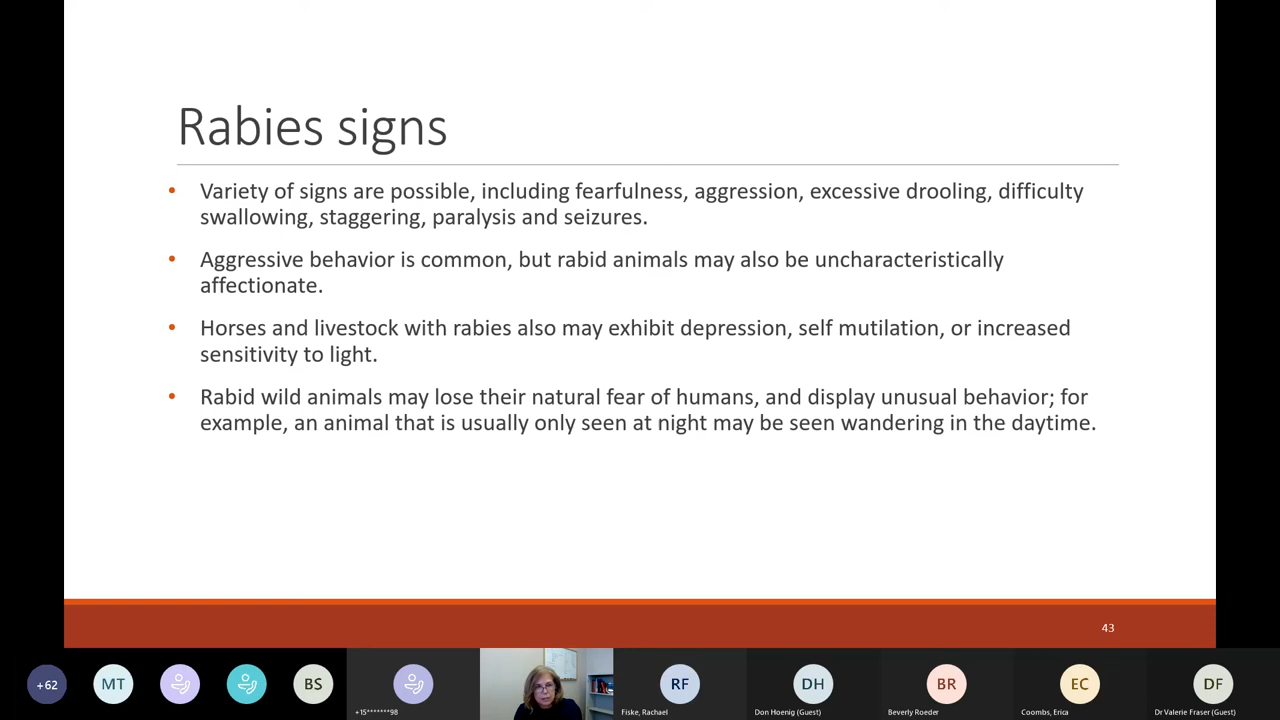 Rabies signs
• Variety of signs are possible, including fearfulness, aggression, excessive drooling, difficulty
swallowing, staggering, paralysis and seizures.
• Aggressive behavior is common, but rabid animals may also be uncharacteristically
affectionate.
• Horses and livestock with rabies also may exhibit depression, self mutilation, or increased
sensitivity to light.
• Rabid wild animals may lose their natural fear of humans, and display unusual behavior; for
example, an animal that is usually only seen at night may be seen wandering in the daytime.
43
+62 MT BS RF DH BR EC DF
+15*******98 Fiske, Rachael Don Hoenig (Guest) Beverly Roeder Coombs, Erica Dr Valerie Fraser (Guest)